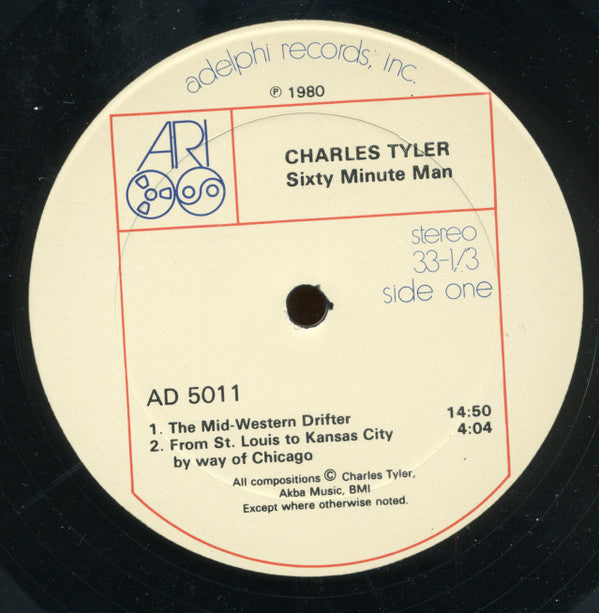 adelphi records, inc.
℗ 1980
ARI
CHARLES TYLER
Sixty Minute Man
stereo
33-1/3
side one
AD 5011
1. The Mid-Western Drifter 14:50
2. From St. Louis to Kansas City 4:04
by way of Chicago
All compositions © Charles Tyler,
Akba Music, BMI
Except where otherwise noted.